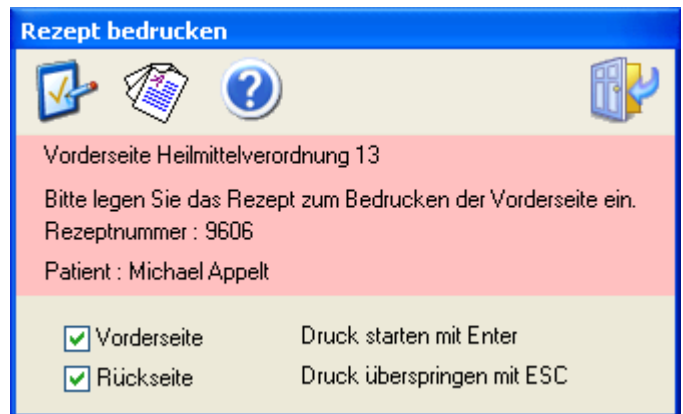 Rezept bedrucken
Vorderseite Heilmittelverordnung 13
Bitte legen Sie das Rezept zum Bedrucken der Vorderseite ein.
Rezeptnummer : 9606
Patient : Michael Appelt
Vorderseite Druck starten mit Enter
Rückseite Druck überspringen mit ESC